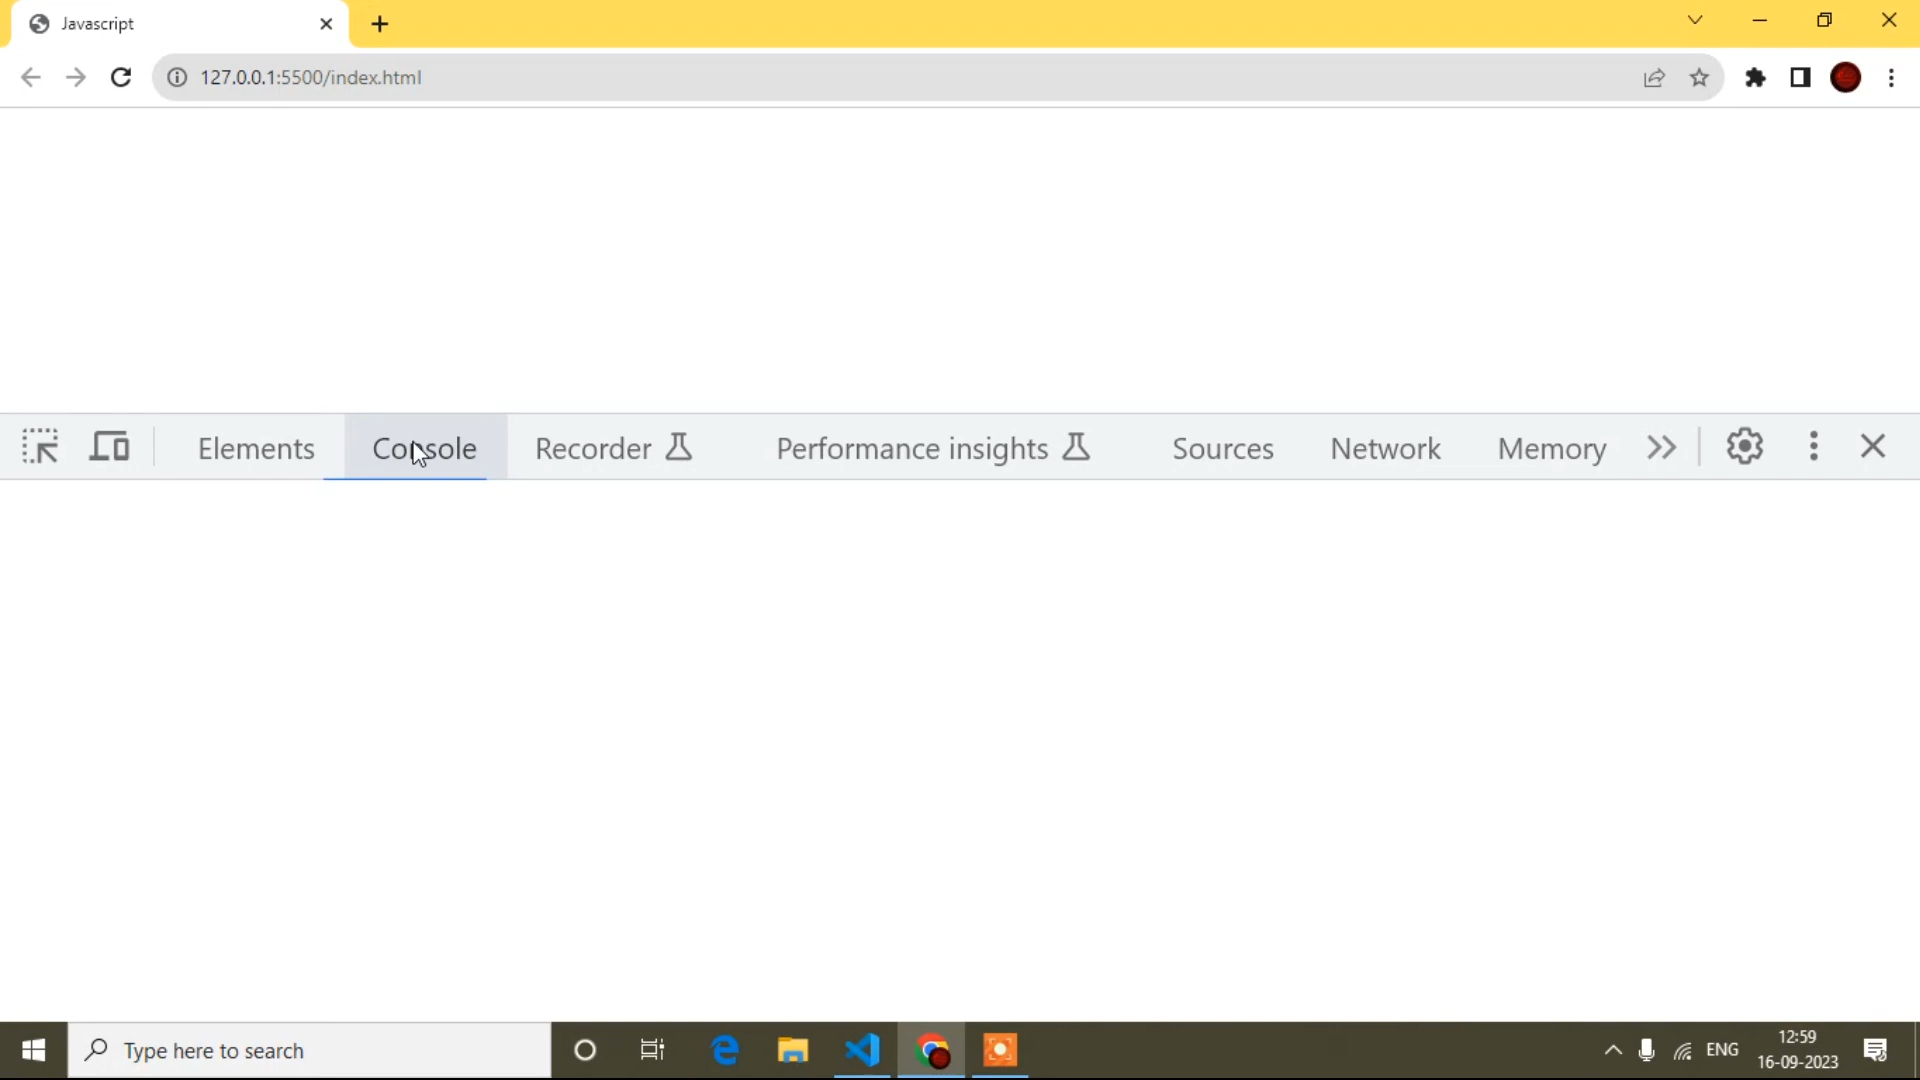 Javascript
127.0.0.1:5500/index.html
Elements Console Recorder Performance insights Sources Network Memory
Type here to search
ENG
12:59
16-09-2023